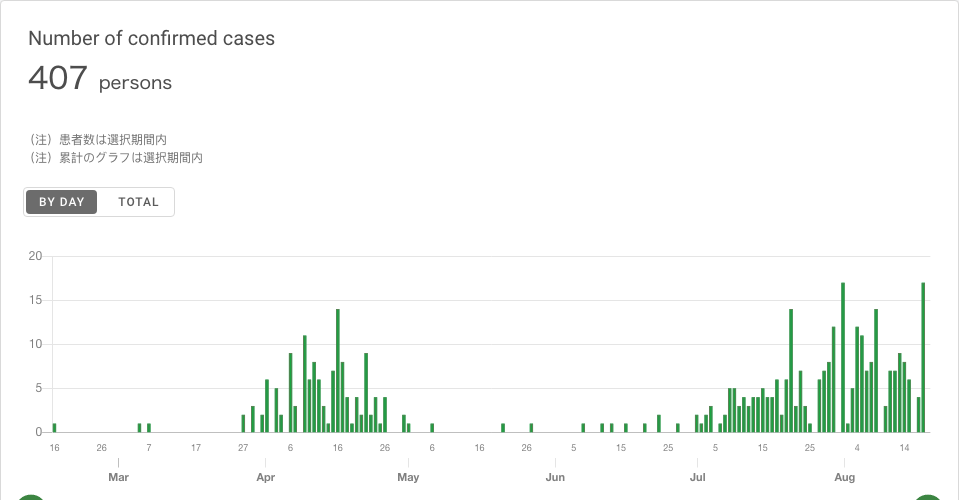 Number of confirmed cases
407 persons
（注）患者数は選択期間内
（注）累計のグラフは選択期間内
BY DAY TOTAL
20
15
10
5
0
16 26 7 17 27 6 16 26 6 16 26 5 15 25 5 15 25 4 14
Mar Apr May Jun Jul Aug